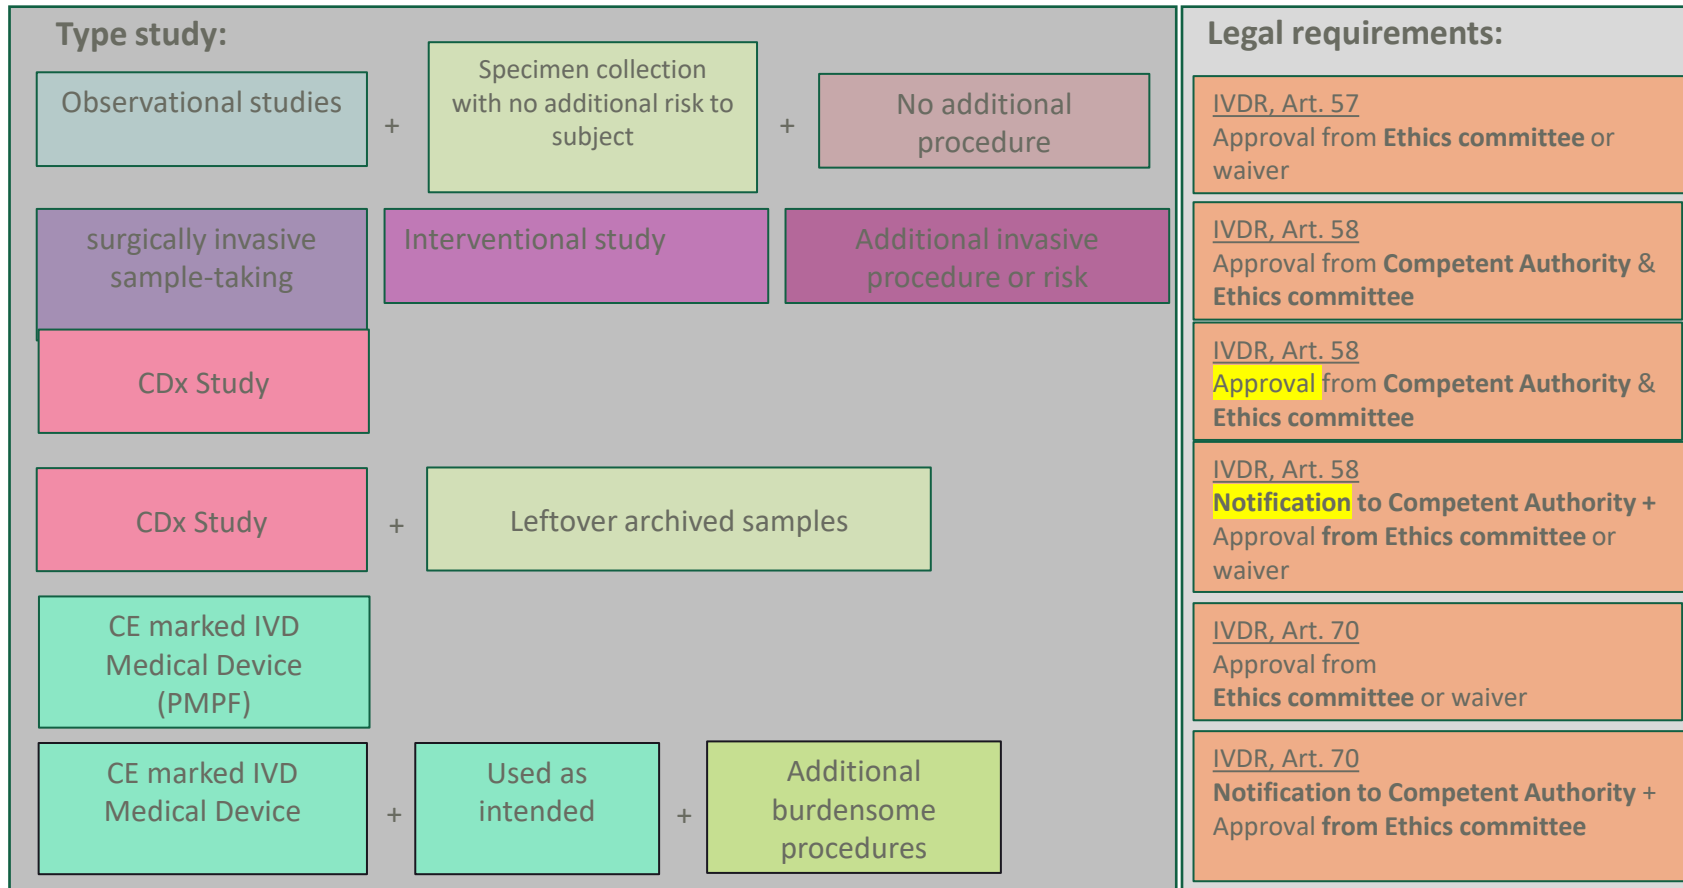 Type study:
Observational studies
+
Specimen collection
with no additional risk to
subject
+
No additional
procedure
surgically invasive
sample-taking
Interventional study
Additional invasive
procedure or risk
CDx Study
CDx Study
+
Leftover archived samples
CE marked IVD
Medical Device
(PMPF)
CE marked IVD
Medical Device
+
Used as
intended
+
Additional
burdensome
procedures
Legal requirements:
IVDR, Art. 57
Approval from Ethics committee or
waiver
IVDR, Art. 58
Approval from Competent Authority &
Ethics committee
IVDR, Art. 58
Approval from Competent Authority &
Ethics committee
IVDR, Art. 58
Notification to Competent Authority +
Approval from Ethics committee or
waiver
IVDR, Art. 70
Approval from
Ethics committee or waiver
IVDR, Art. 70
Notification to Competent Authority +
Approval from Ethics committee